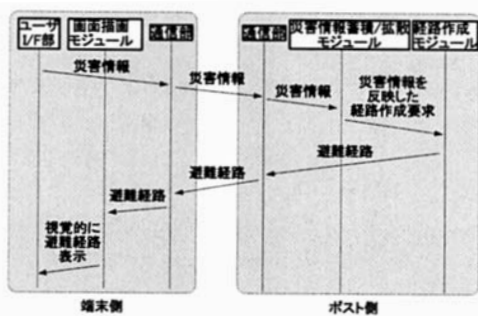 ユーザ
I/F部
画面描画
モジュール
通信部
通信部
災害情報蓄積/拡散
モジュール
経路作成
モジュール
災害情報
災害情報
災害情報
災害情報を
反映した
経路作成要求
避難経路
避難経路
避難経路
視覚的に
避難経路
表示
端末側
ポスト側